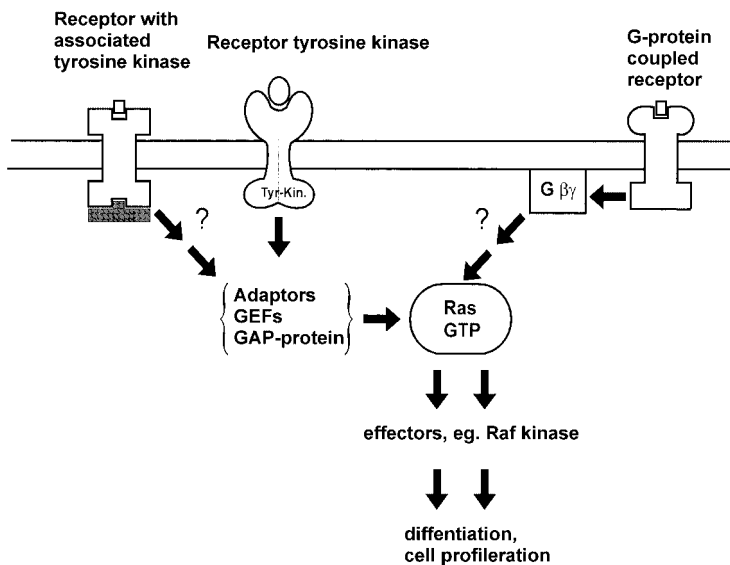 Receptor with
associated
tyrosine kinase
Receptor tyrosine kinase
G-protein
coupled
receptor
Tyr-Kin.
G βγ
?
?
Adaptors
GEFs
GAP-protein
Ras
GTP
effectors, eg. Raf kinase
diffentiation,
cell profileration